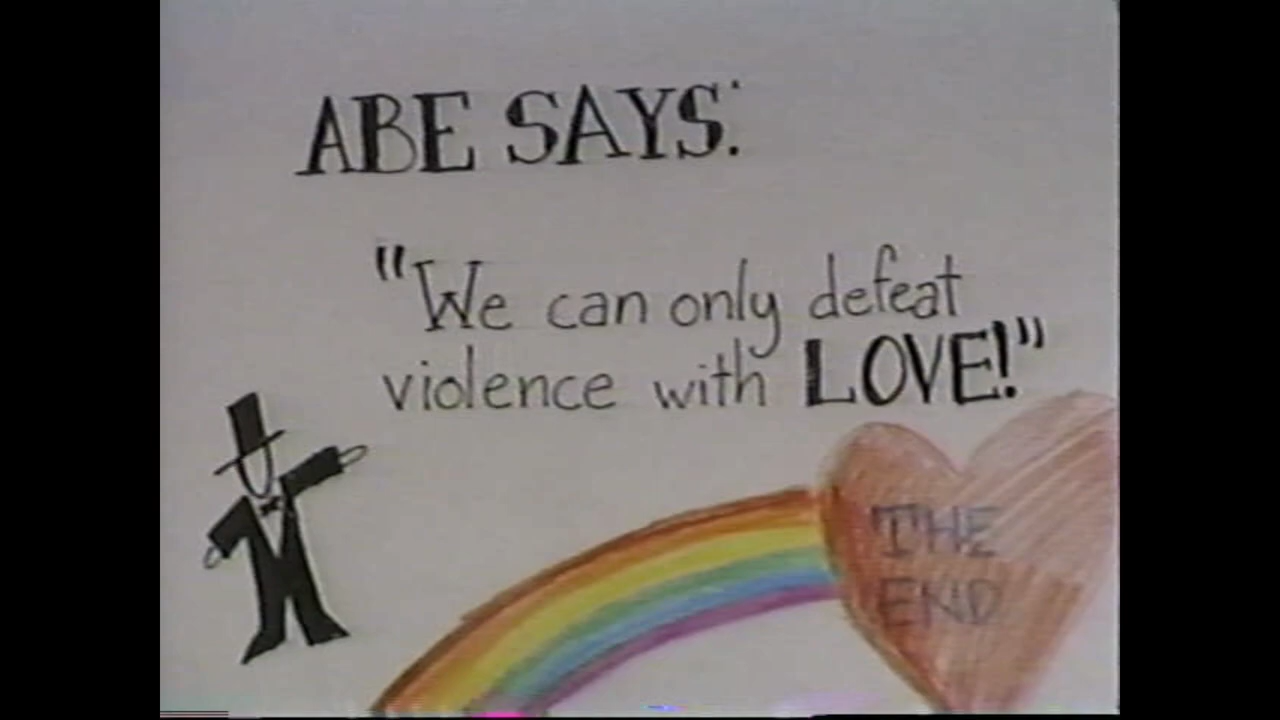 ABE SAYS:
"We can only defeat
violence with LOVE!"
THE
END